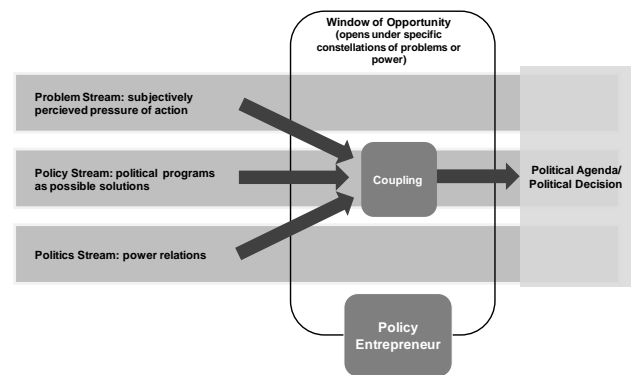 Window of Opportunity
(opens under specific
constellations of problems or
power)
Problem Stream: subjectively
percieved pressure of action
Policy Stream: political programs
as possible solutions
Coupling
Political Agenda/
Political Decision
Politics Stream: power relations
Policy
Entrepreneur